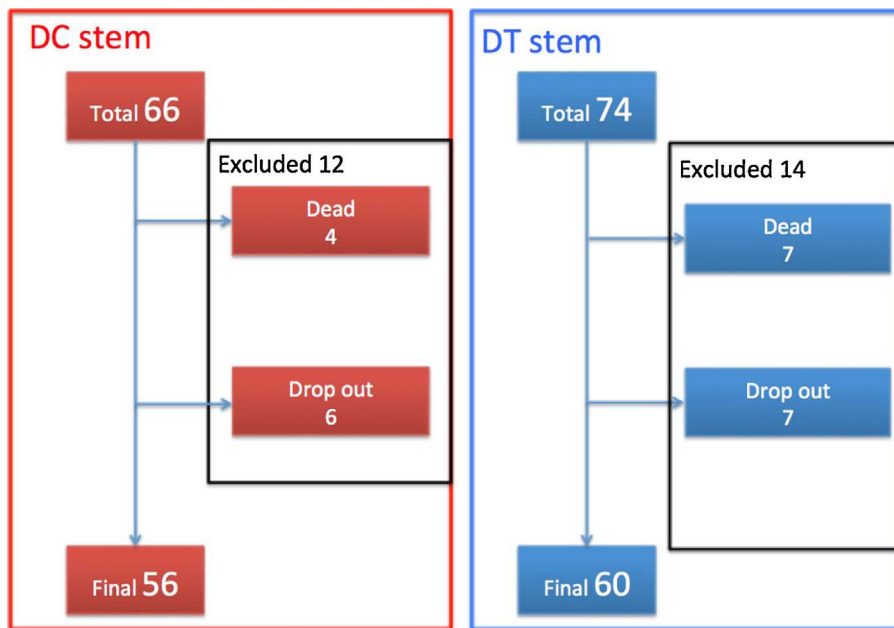 DC stem
Total 66
Excluded 12
Dead
4
Drop out
6
Final 56
DT stem
Total 74
Excluded 14
Dead
7
Drop out
7
Final 60